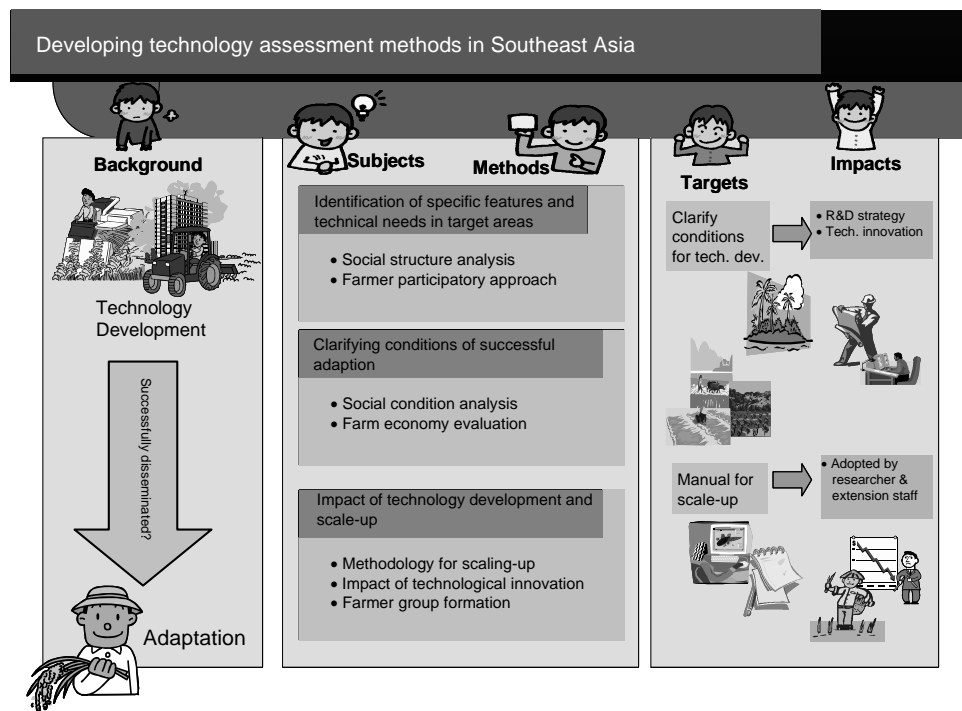 Developing technology assessment methods in Southeast Asia
Background
Technology
Development
Successfully disseminated?
Adaptation
Subjects
Methods
Identification of specific features and
technical needs in target areas
• Social structure analysis
• Farmer participatory approach
Clarifying conditions of successful
adaption
• Social condition analysis
• Farm economy evaluation
Impact of technology development and
scale-up
• Methodology for scaling-up
• Impact of technological innovation
• Farmer group formation
Targets
Impacts
Clarify
conditions
for tech. dev.
• R&D strategy
• Tech. innovation
Manual for
scale-up
• Adopted by
researcher &
extension staff
$